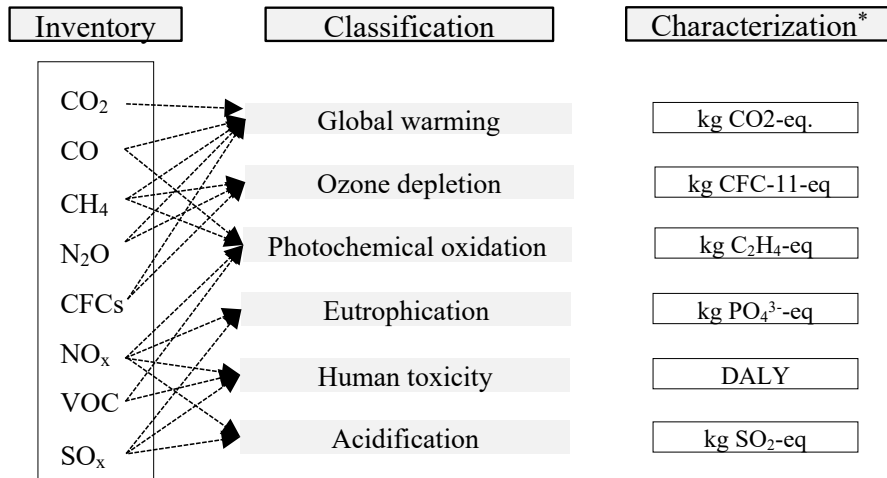 Inventory
Classification
Characterization*
CO₂
CO
CH₄
N₂O
CFCs
NOₓ
VOC
SOₓ
Global warming
Ozone depletion
Photochemical oxidation
Eutrophication
Human toxicity
Acidification
kg CO2-eq.
kg CFC-11-eq
kg C₂H₄-eq
kg PO₄³⁻-eq
DALY
kg SO₂-eq